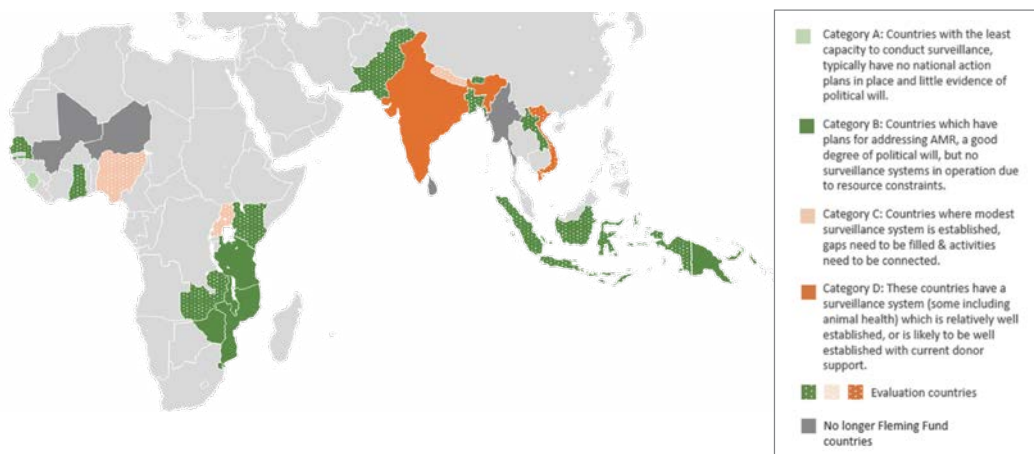 Category A: Countries with the least
capacity to conduct surveillance,
typically have no national action
plans in place and little evidence of
political will.
Category B: Countries which have
plans for addressing AMR, a good
degree of political will, but no
surveillance systems in operation due
to resource constraints.
Category C: Countries where modest
surveillance system is established,
gaps need to be filled & activities
need to be connected.
Category D: These countries have a
surveillance system (some including
animal health) which is relatively well
established, or is likely to be well
established with current donor
support.
Evaluation countries
No longer Fleming Fund
countries